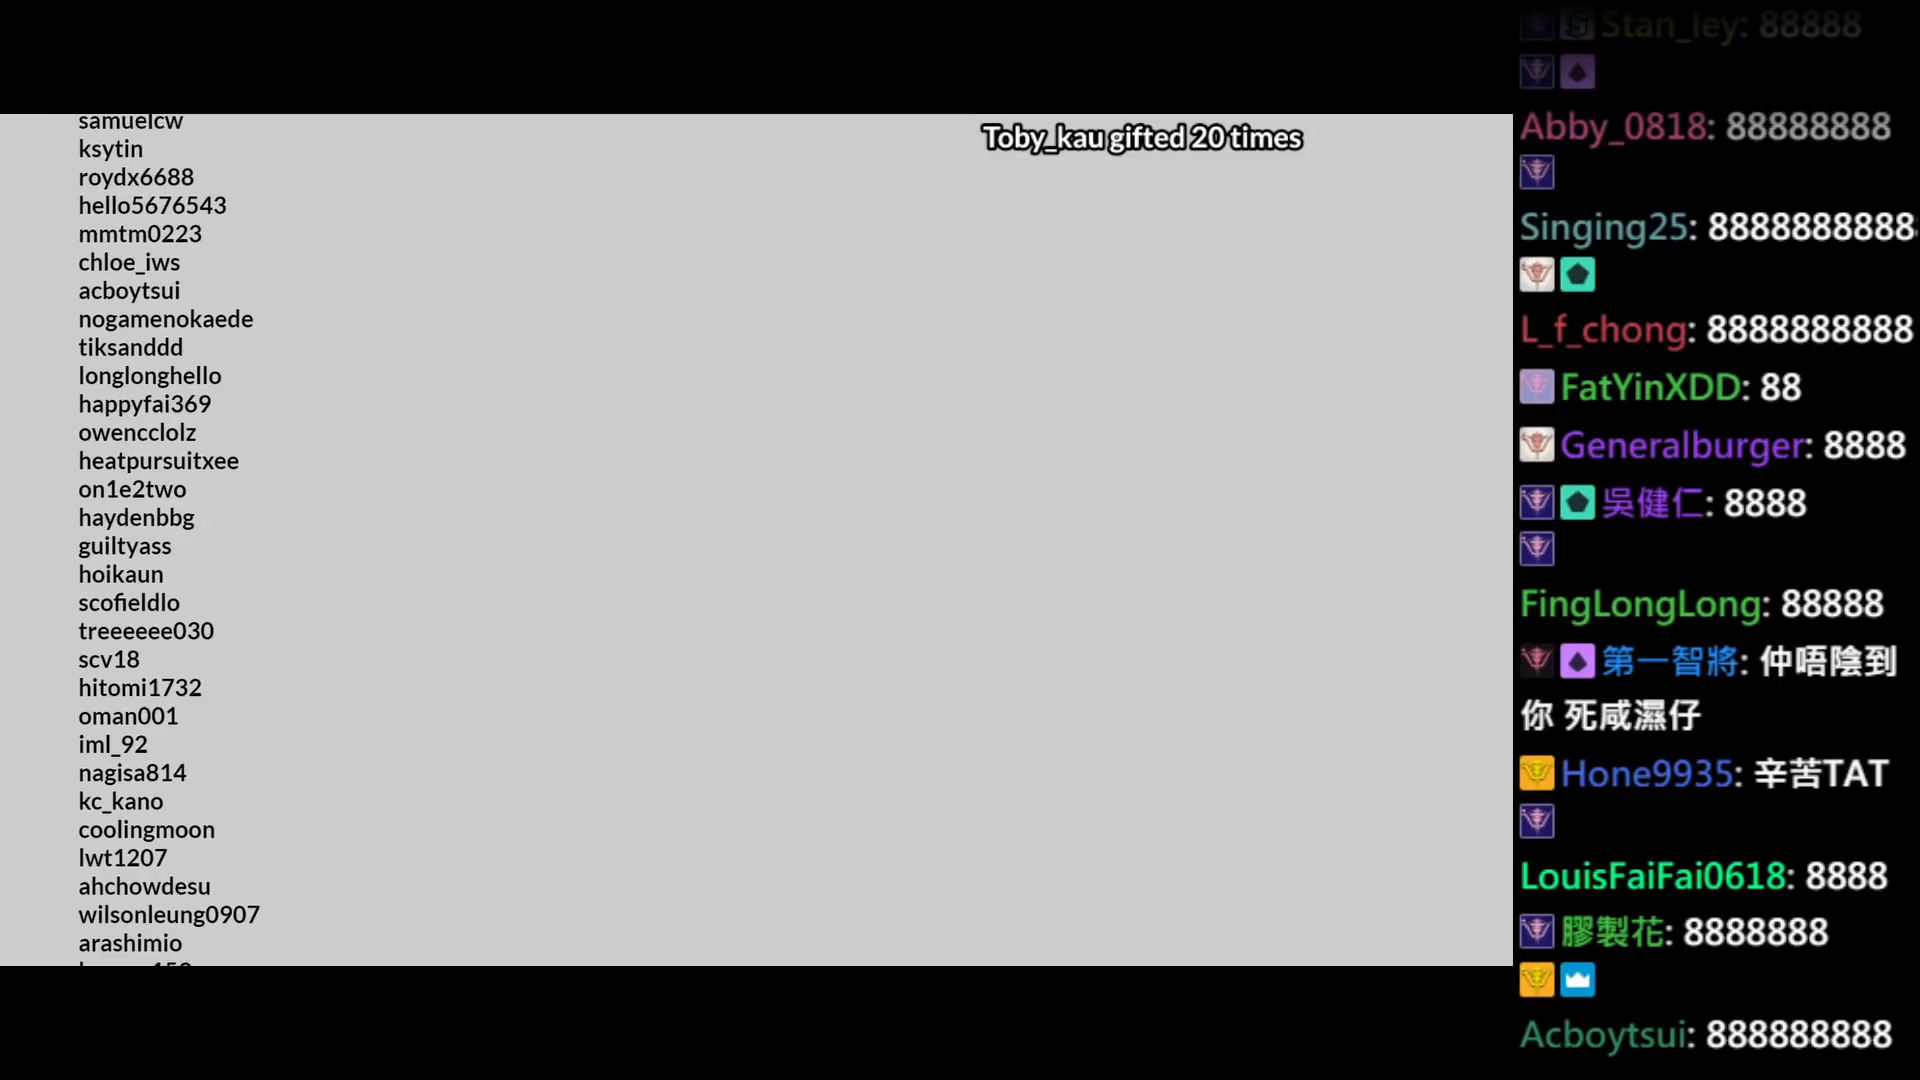 samuelcw
ksytin
roydx6688
hello5676543
mmtm0223
chloe_iws
acboytsui
nogamenokaede
tiksanddd
longlonghello
happyfai369
owencclolz
heatpursuitxee
on1e2two
haydenbbg
guiltyass
hoikaun
scofieldlo
treeeeee030
scv18
hitomi1732
oman001
iml_92
nagisa814
kc_kano
coolingmoon
lwt1207
ahchowdesu
wilsonleung0907
arashimio
Toby_kau gifted 20 times
Stan_ley: 88888
Abby_0818: 88888888
Singing25: 8888888888
L_f_chong: 8888888888
FatYinXDD: 88
Generalburger: 8888
吳健仁: 8888
FingLongLong: 88888
第一智將: 仲唔陰到
你 死咸濕仔
Hone9935: 辛苦TAT
LouisFaiFai0618: 8888
膠製花: 8888888
Acboytsui: 888888888